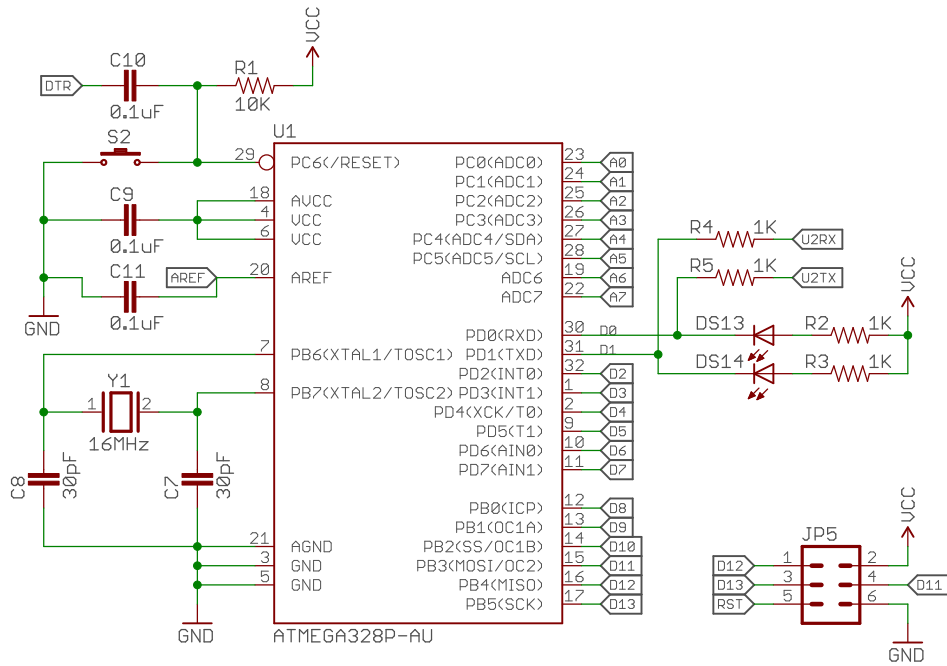 VCC
C10
DTR
R1
10K
0.1uF
S2
U1
29
PC6(/RESET)
18
AVCC
4
VCC
6
VCC
C9
0.1uF
20
AREF
AREF
C11
0.1uF
GND
7
PB6(XTAL1/TOSC1)
8
PB7(XTAL2/TOSC2)
Y1
1
2
16MHz
C8
30pF
C7
30pF
21
AGND
3
GND
5
GND
GND
ATMEGA328P-AU
PC0(ADC0) 23 A0
PC1(ADC1) 24 A1
PC2(ADC2) 25 A2
PC3(ADC3) 26 A3
PC4(ADC4/SDA) 27 A4
PC5(ADC5/SCL) 28 A5
ADC6 19 A6
ADC7 22 A7
PD0(RXD) 30 D0
PD1(TXD) 31 D1
PD2(INT0) 32 D2
PD3(INT1) 1 D3
PD4(XCK/T0) 2 D4
PD5(T1) 9 D5
PD6(AIN0) 10 D6
PD7(AIN1) 11 D7
PB0(ICP) 12 D8
PB1(OC1A) 13 D9
PB2(SS/OC1B) 14 D10
PB3(MOSI/OC2) 15 D11
PB4(MISO) 16 D12
PB5(SCK) 17 D13
R4 1K U2RX
R5 1K U2TX
VCC
DS13 R2 1K
DS14 R3 1K
VCC
JP5
D12 1 2
D13 3 4 D11
RST 5 6
GND